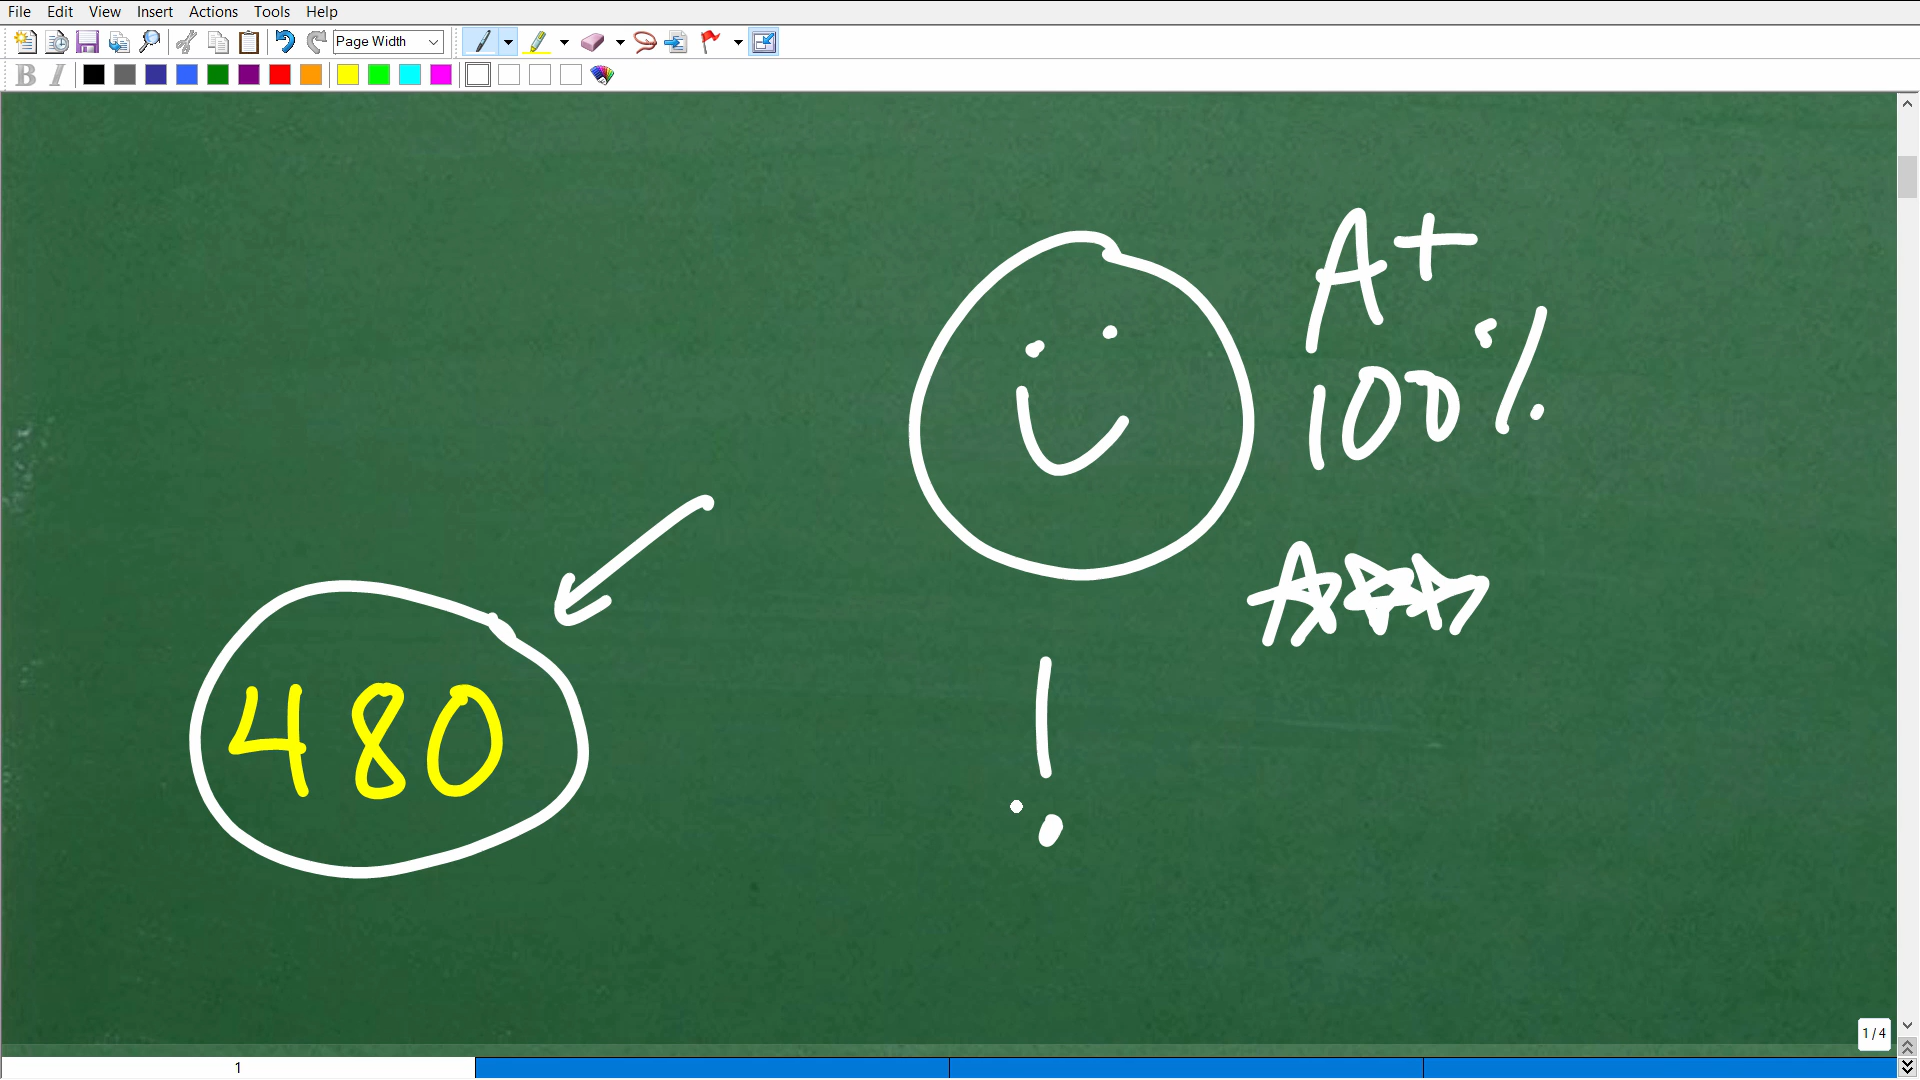 File Edit View Insert Actions Tools Help
Page Width
B I
A+
100%
480
!
1 / 4
1